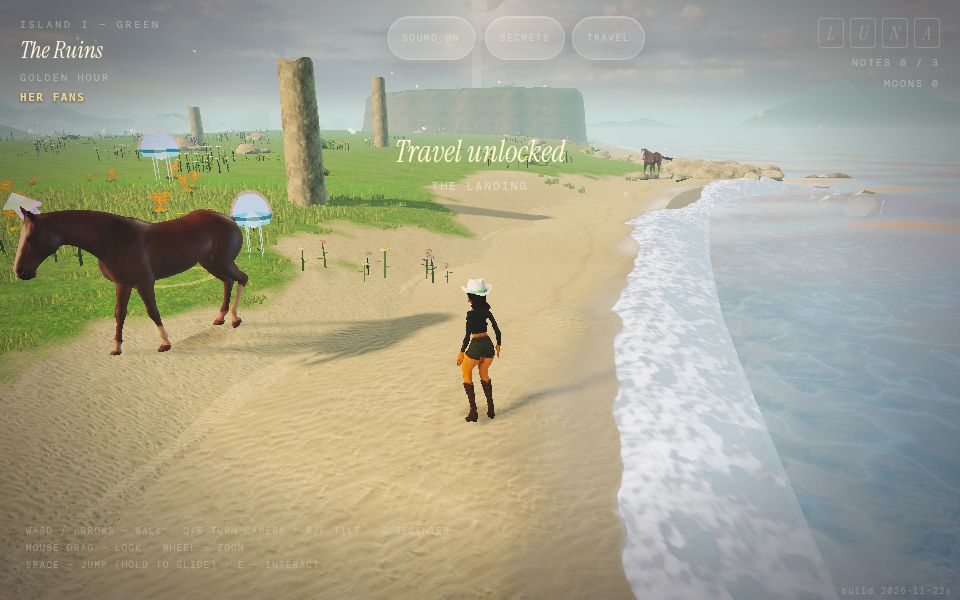 ISLAND I — GREEN
The Ruins
GOLDEN HOUR
HER FANS
SOUND ON
SECRETS
TRAVEL
L U N A
NOTES 0 / 3
MOONS 0
Travel unlocked
THE LANDING
WASD / ARROWS — WALK · Q/E TURN CAMERA · R/F TILT · C RECENTER
MOUSE DRAG — LOOK · WHEEL — ZOOM
SPACE — JUMP (HOLD TO GLIDE) · E — INTERACT
build 2026-11-22a